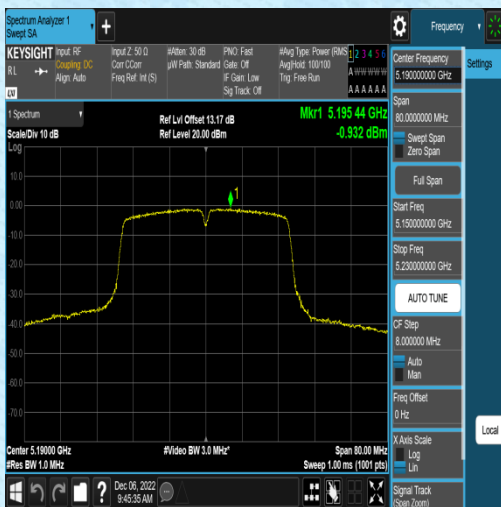 Spectrum Analyzer 1
Swept SA
Frequency
KEYSIGHT
Input: RF
Coupling: DC
Align: Auto
Input Z: 50 Ω
Corr CCorr
Freq Ref: Int (S)
#Atten: 30 dB
µW Path: Standard
PNO: Fast
Gate: Off
IF Gain: Low
Sig Track: Off
#Avg Type: Power (RMS
Avg|Hold: 100/100
Trig: Free Run
1 2 3 4 5 6
A W W W W W
A A A A A A
R L
1 Spectrum
Scale/Div 10 dB
Log
Ref Lvl Offset 13.17 dB
Ref Level 20.00 dBm
Mkr1 5.195 44 GHz
-0.932 dBm
10.0
0.00
-10.0
-20.0
-30.0
-40.0
-50.0
-60.0
-70.0
1
Center 5.19000 GHz
#Res BW 1.0 MHz
#Video BW 3.0 MHz*
Span 80.00 MHz
Sweep 1.00 ms (1001 pts)
Center Frequency
5.190000000 GHz
Settings
Span
80.0000000 MHz
Swept Span
Zero Span
Full Span
Start Freq
5.150000000 GHz
Stop Freq
5.230000000 GHz
AUTO TUNE
CF Step
8.000000 MHz
Auto
Man
Freq Offset
0 Hz
X Axis Scale
Log
Lin
Local
Signal Track
(Span Zoom)
?
Dec 06, 2022
9:45:35 AM